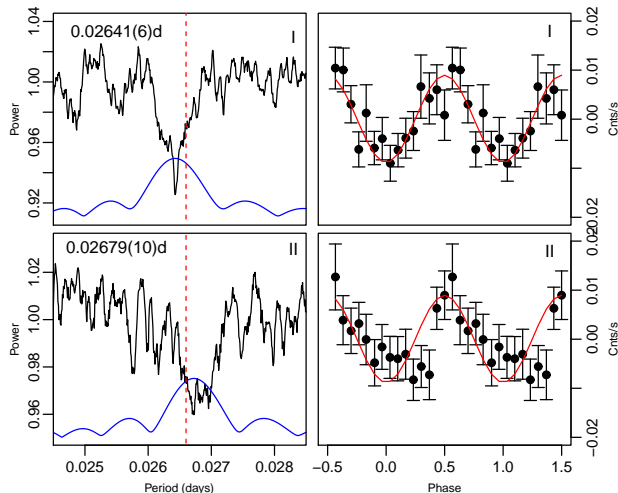 0.02641(6)d
I
Power
0.92
0.96
1.00
1.04
I
Cnts/s
-0.02
0.00
0.01
0.02
0.02679(10)d
II
Power
0.96
0.98
1.00
1.02
0.025
0.026
0.027
0.028
Period (days)
II
Cnts/s
−0.02
0.00
0.01
−0.5
0.0
0.5
1.0
1.5
Phase